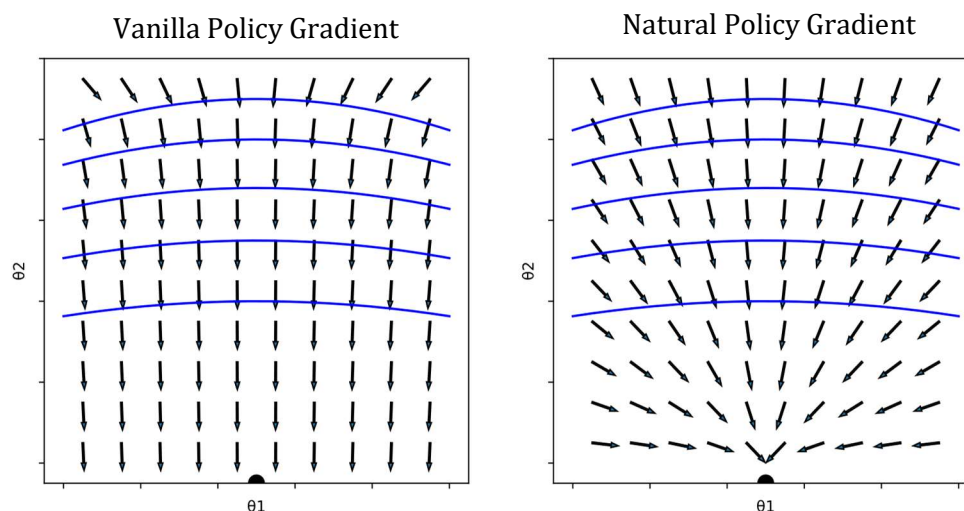 Vanilla Policy Gradient
Natural Policy Gradient
θ2
θ1
θ2
θ1